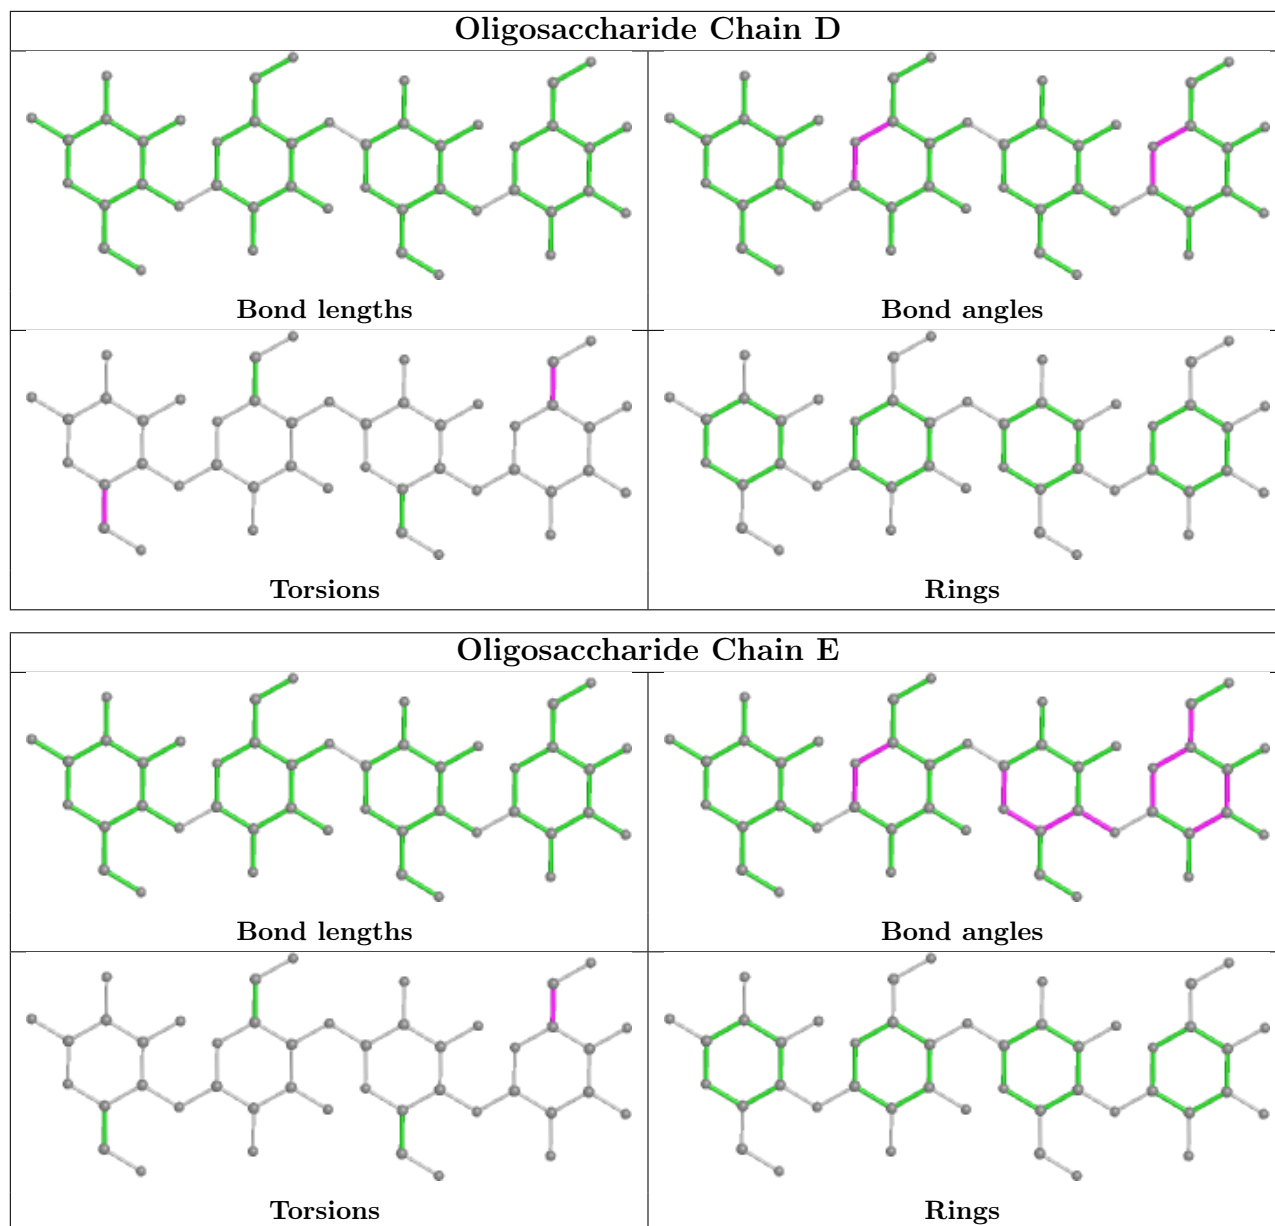 Oligosaccharide Chain D
Bond lengths
Bond angles
Torsions
Rings
Oligosaccharide Chain E
Bond lengths
Bond angles
Torsions
Rings